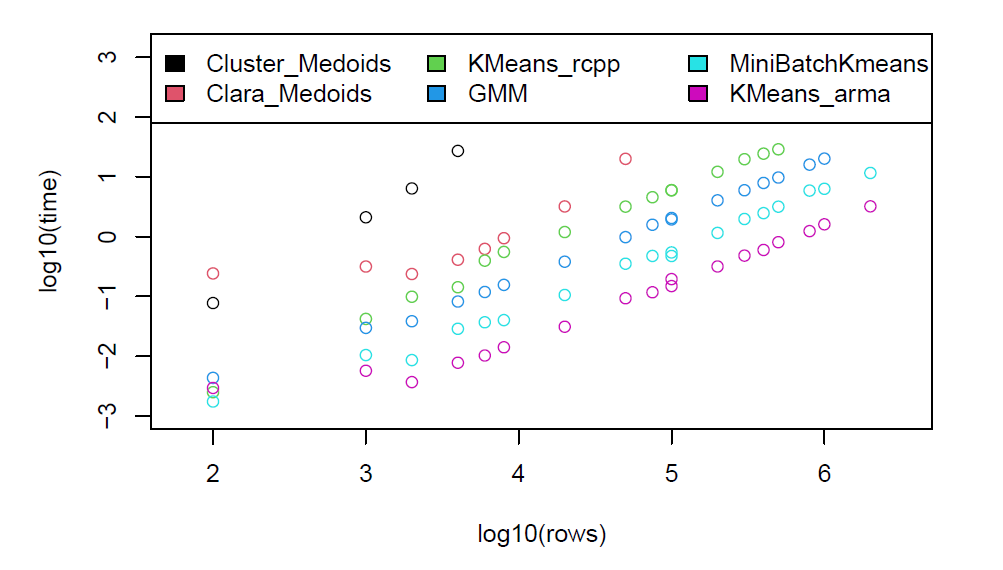 Cluster_Medoids KMeans_rcpp MiniBatchKmeans
Clara_Medoids GMM KMeans_arma
3
2
1
0
−1
−2
−3
log10(time)
2 3 4 5 6
log10(rows)